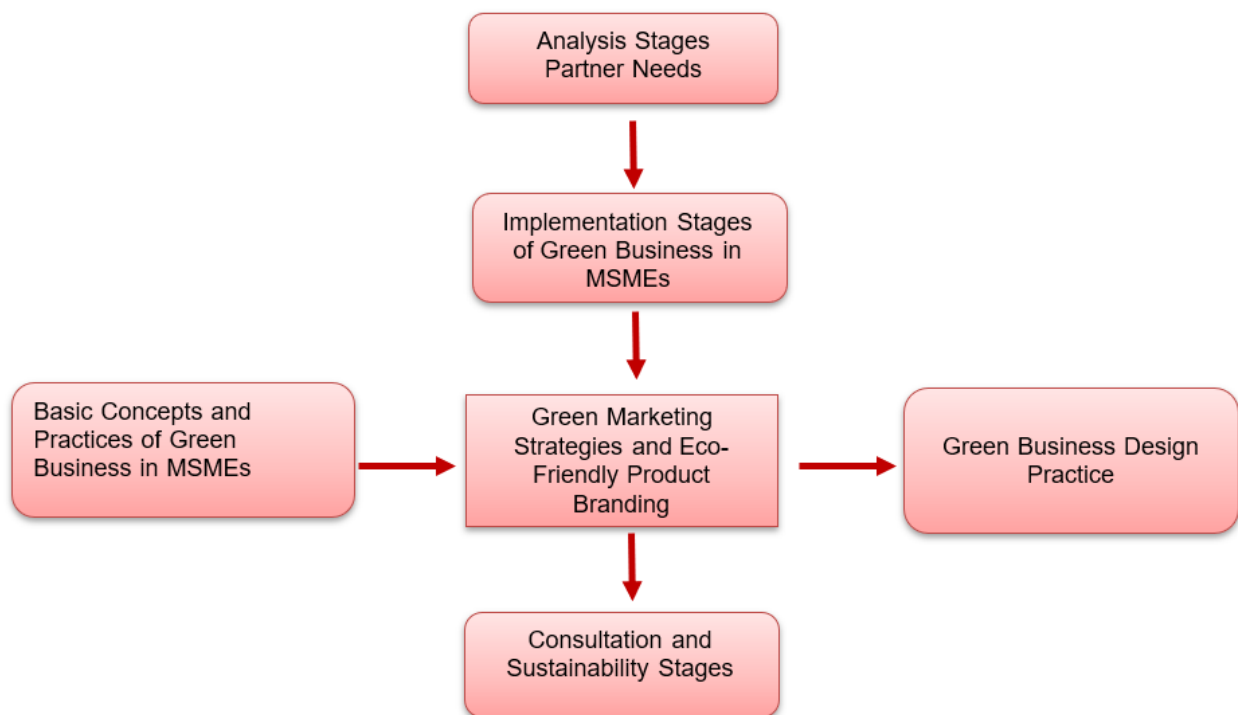 Analysis Stages
Partner Needs
Implementation Stages
of Green Business in
MSMEs
Basic Concepts and
Practices of Green
Business in MSMEs
Green Marketing
Strategies and Eco-
Friendly Product
Branding
Green Business Design
Practice
Consultation and
Sustainability Stages